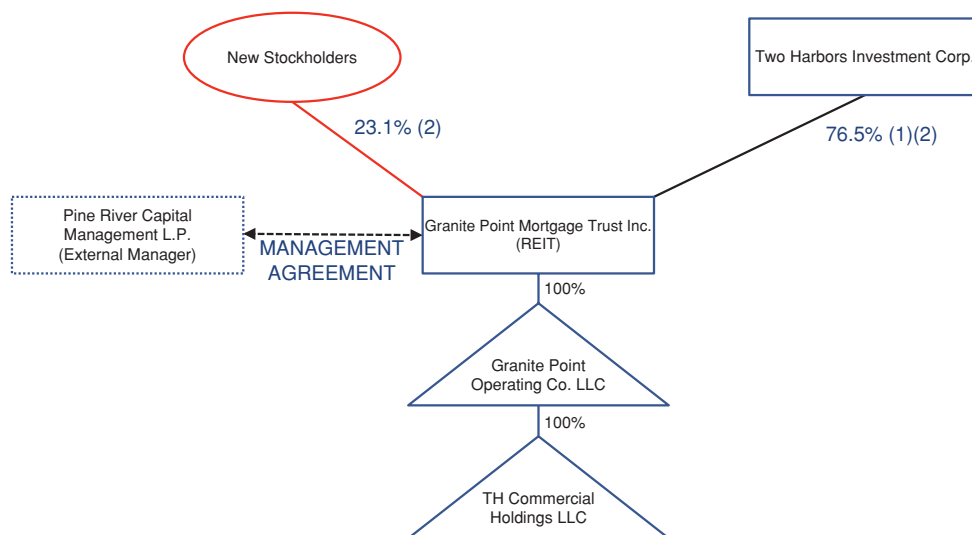 New Stockholders
Two Harbors Investment Corp.
23.1% (2)
76.5% (1)(2)
Pine River Capital
Management L.P.
(External Manager)
MANAGEMENT
AGREEMENT
Granite Point Mortgage Trust Inc.
(REIT)
100%
Granite Point
Operating Co. LLC
100%
TH Commercial
Holdings LLC